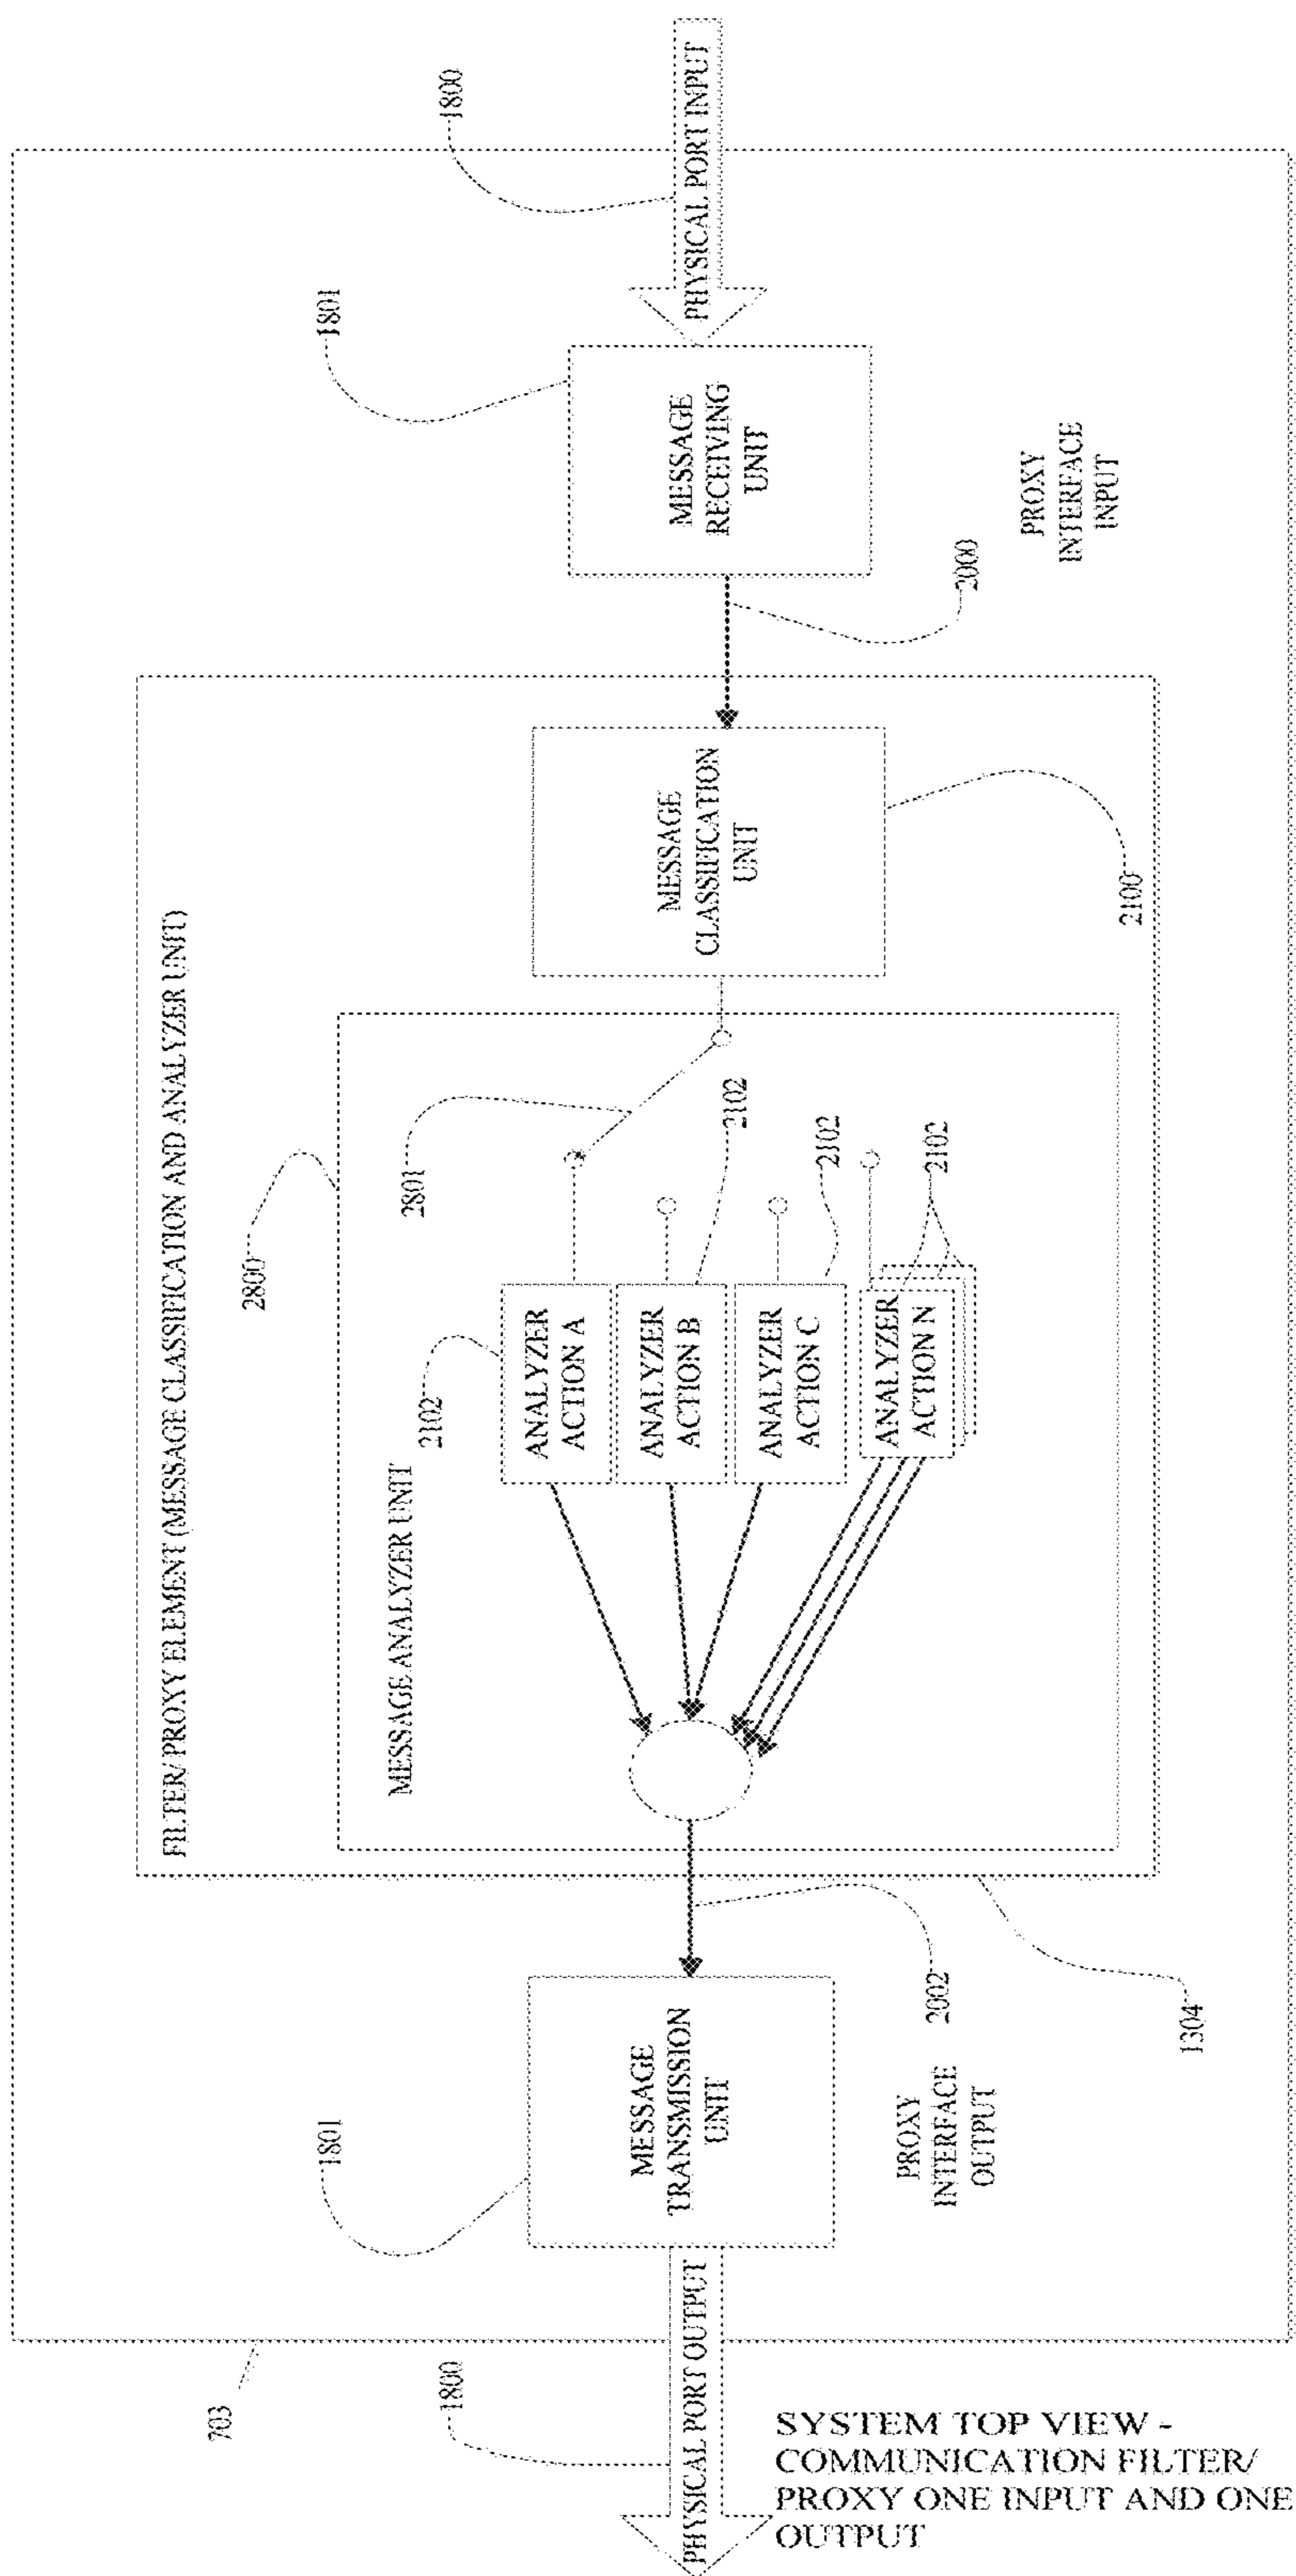 PHYSICAL PORT INPUT
1800
1801
MESSAGE
RECEIVING
UNIT
2000
PROXY
INTERFACE
INPUT
FILTER/PROXY ELEMENT (MESSAGE CLASSIFICATION AND ANALYZER UNIT)
MESSAGE
CLASSIFICATION
UNIT
2100
2800
2801
MESSAGE ANALYZER UNIT
2102
ANALYZER
ACTION A
2102
ANALYZER
ACTION B
2102
ANALYZER
ACTION C
2102
ANALYZER
ACTION N
2002
1304
MESSAGE
TRANSMISSION
UNIT
1801
PROXY
INTERFACE
OUTPUT
703
1800
PHYSICAL PORT OUTPUT
SYSTEM TOP VIEW -
COMMUNICATION FILTER/
PROXY ONE INPUT AND ONE
OUTPUT